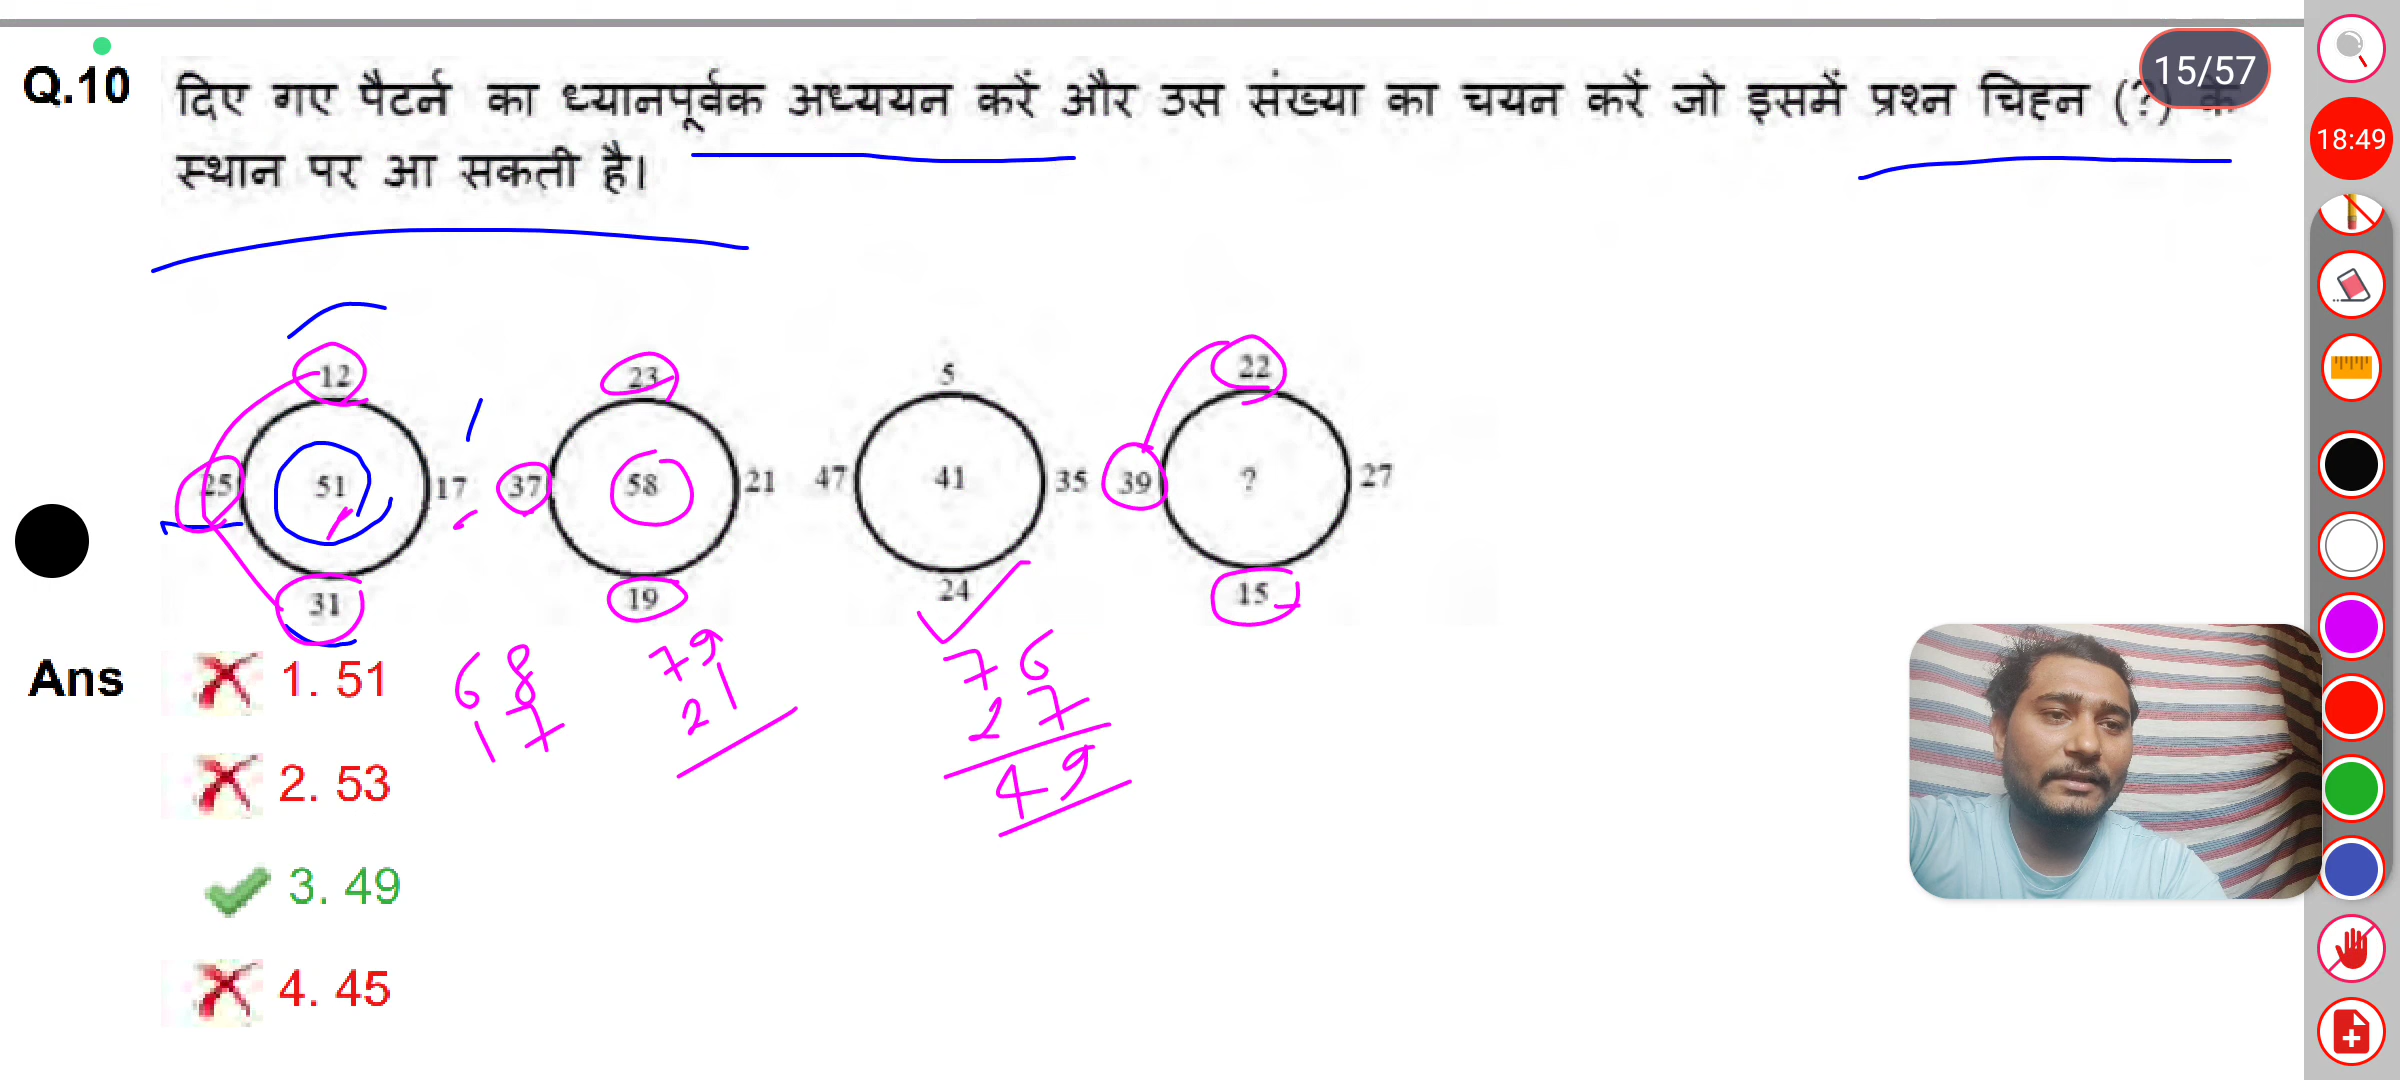 Q.10 दिए गए पैटर्न का ध्यानपूर्वक अध्ययन करें और उस संख्या का चयन करें जो इसमें प्रश्न चिह्न (?) के
15/57
18:49
स्थान पर आ सकती है।
12 23 5 22
25 51 17 37 58 21 47 41 35 39 ? 27
31 19 24 15
68 79 76
17 21 27
49
Ans 1. 51
2. 53
3. 49
4. 45